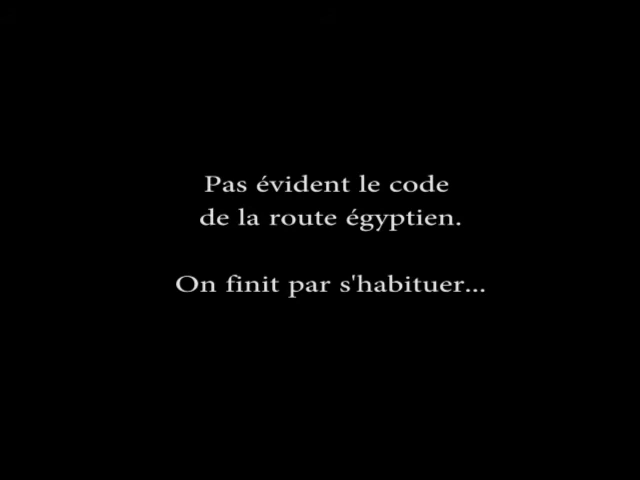 Pas évident le code
de la route égyptien.
On finit par s'habituer...